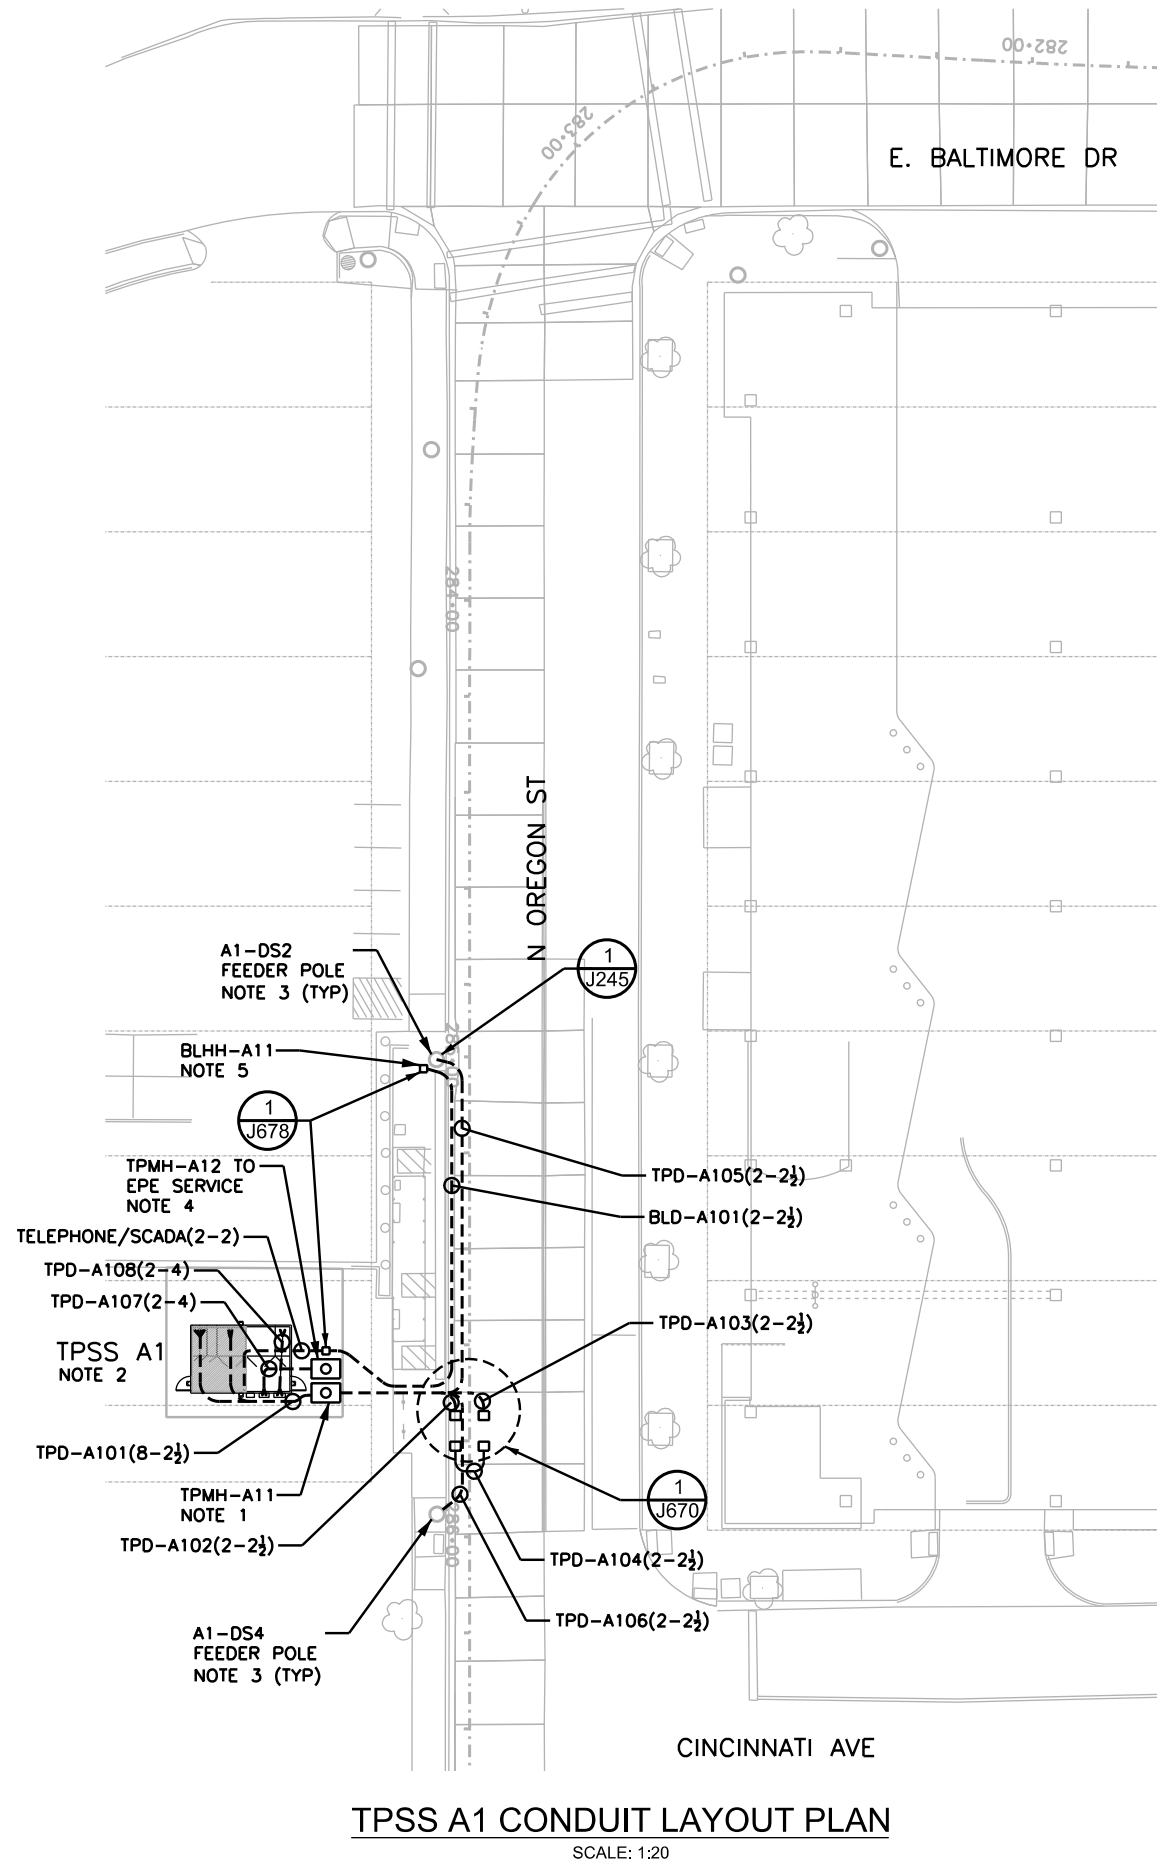 282+00
283+00
E. BALTIMORE DR
284+00
N OREGON ST
A1-DS2
FEEDER POLE
NOTE 3 (TYP)
1
J245
285+00
BLHH-A11
NOTE 5
1
J678
TPMH-A12 TO
EPE SERVICE
NOTE 4
TPD-A105(2-2½)
BLD-A101(2-2½)
TELEPHONE/SCADA(2-2)
TPD-A108(2-4)
TPD-A107(2-4)
TPD-A103(2-2½)
TPSS A1
NOTE 2
TPD-A101(8-2½)
TPMH-A11
NOTE 1
1
J670
TPD-A102(2-2½)
286+00
TPD-A104(2-2½)
TPD-A106(2-2½)
A1-DS4
FEEDER POLE
NOTE 3 (TYP)
CINCINNATI AVE
TPSS A1 CONDUIT LAYOUT PLAN
SCALE: 1:20